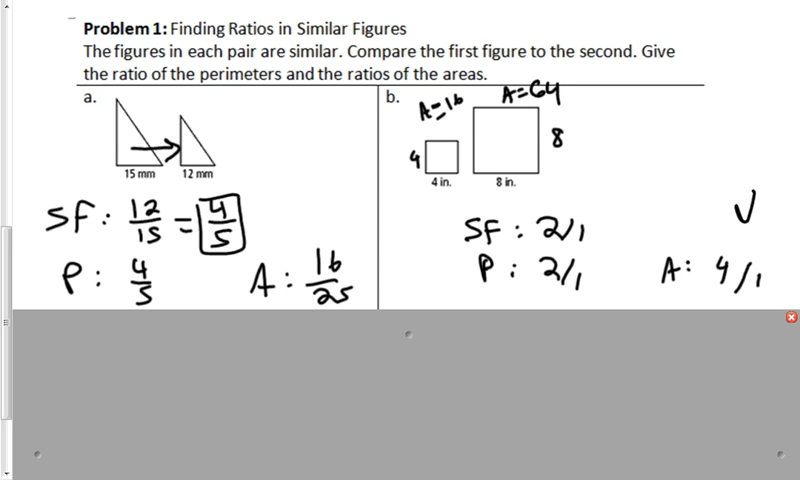 Problem 1: Finding Ratios in Similar Figures
The figures in each pair are similar. Compare the first figure to the second. Give
the ratio of the perimeters and the ratios of the areas.
a.
15 mm 12 mm
SF: 12/15 = 4/5
P: 4/5 A: 16/25
b.
A=16 A=64
4 8
4 in. 8 in.
SF: 2/1
P: 2/1 A: 4/1